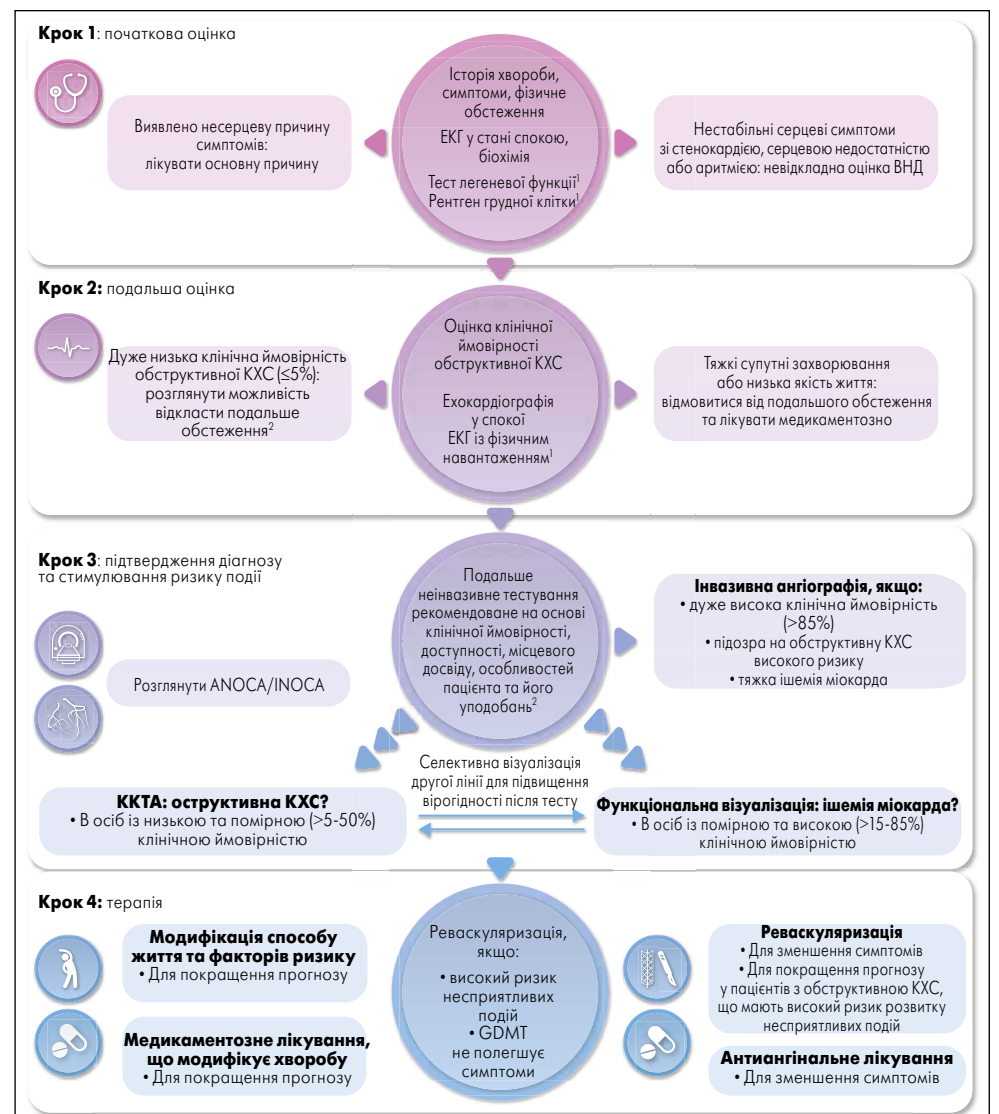 Крок 1: початкова оцінка
Виявлено несерцеву причину
симптомів:
лікувати основну причину
Історія хвороби,
симптоми, фізичне
обстеження
ЕКГ у стані спокою,
біохімія
Тест легеневої функції¹
Рентген грудної клітки¹
Нестабільні серцеві симптоми
зі стенокардією, серцевою недостатністю
або аритмією: невідкладна оцінка ВНД
Крок 2: подальша оцінка
Дуже низька клінічна ймовірність
обструктивної КХС (≤5%):
розглянути можливість
відкласти подальше
обстеження²
Оцінка клінічної
ймовірності
обструктивної КХС
Ехокардіографія
у спокої
ЕКГ із фізичним
навантаженням¹
Тяжкі супутні захворювання
або низька якість життя:
відмовитися від подальшого обстеження
та лікувати медикаментозно
Крок 3: підтвердження діагнозу
та стимулювання ризику події
Розглянути ANOCA/INOCA
Подальше
неінвазивне тестування
рекомендоване на основі
клінічної ймовірності,
доступності, місцевого
досвіду, особливостей
пацієнта та його
уподобань²
Інвазивна ангіографія, якщо:
• дуже висока клінічна ймовірність
(>85%)
• підозра на обструктивну КХС
високого ризику
• тяжка ішемія міокарда
Селективна візуалізація
другої лінії для підвищення
вірогідності після тесту
ККТА: оструктивна КХС?
• В осіб із низькою та помірною (>5-50%)
клінічною ймовірністю
Функціональна візуалізація: ішемія міокарда?
• В осіб із помірною та високою (>15-85%)
клінічною ймовірністю
Крок 4: терапія
Модифікація способу
життя та факторів ризику
• Для покращення прогнозу
Медикаментозне лікування,
що модифікує хворобу
• Для покращення прогнозу
Реваскуляризація,
якщо:
• високий ризик
несприятливих
подій
• GDMT
не полегшує
симптоми
Реваскуляризація
• Для зменшення симптомів
• Для покращення прогнозу
у пацієнтів з обструктивною КХС,
що мають високий ризик розвитку
несприятливих подій
Антиангінальне лікування
• Для зменшення симптомів